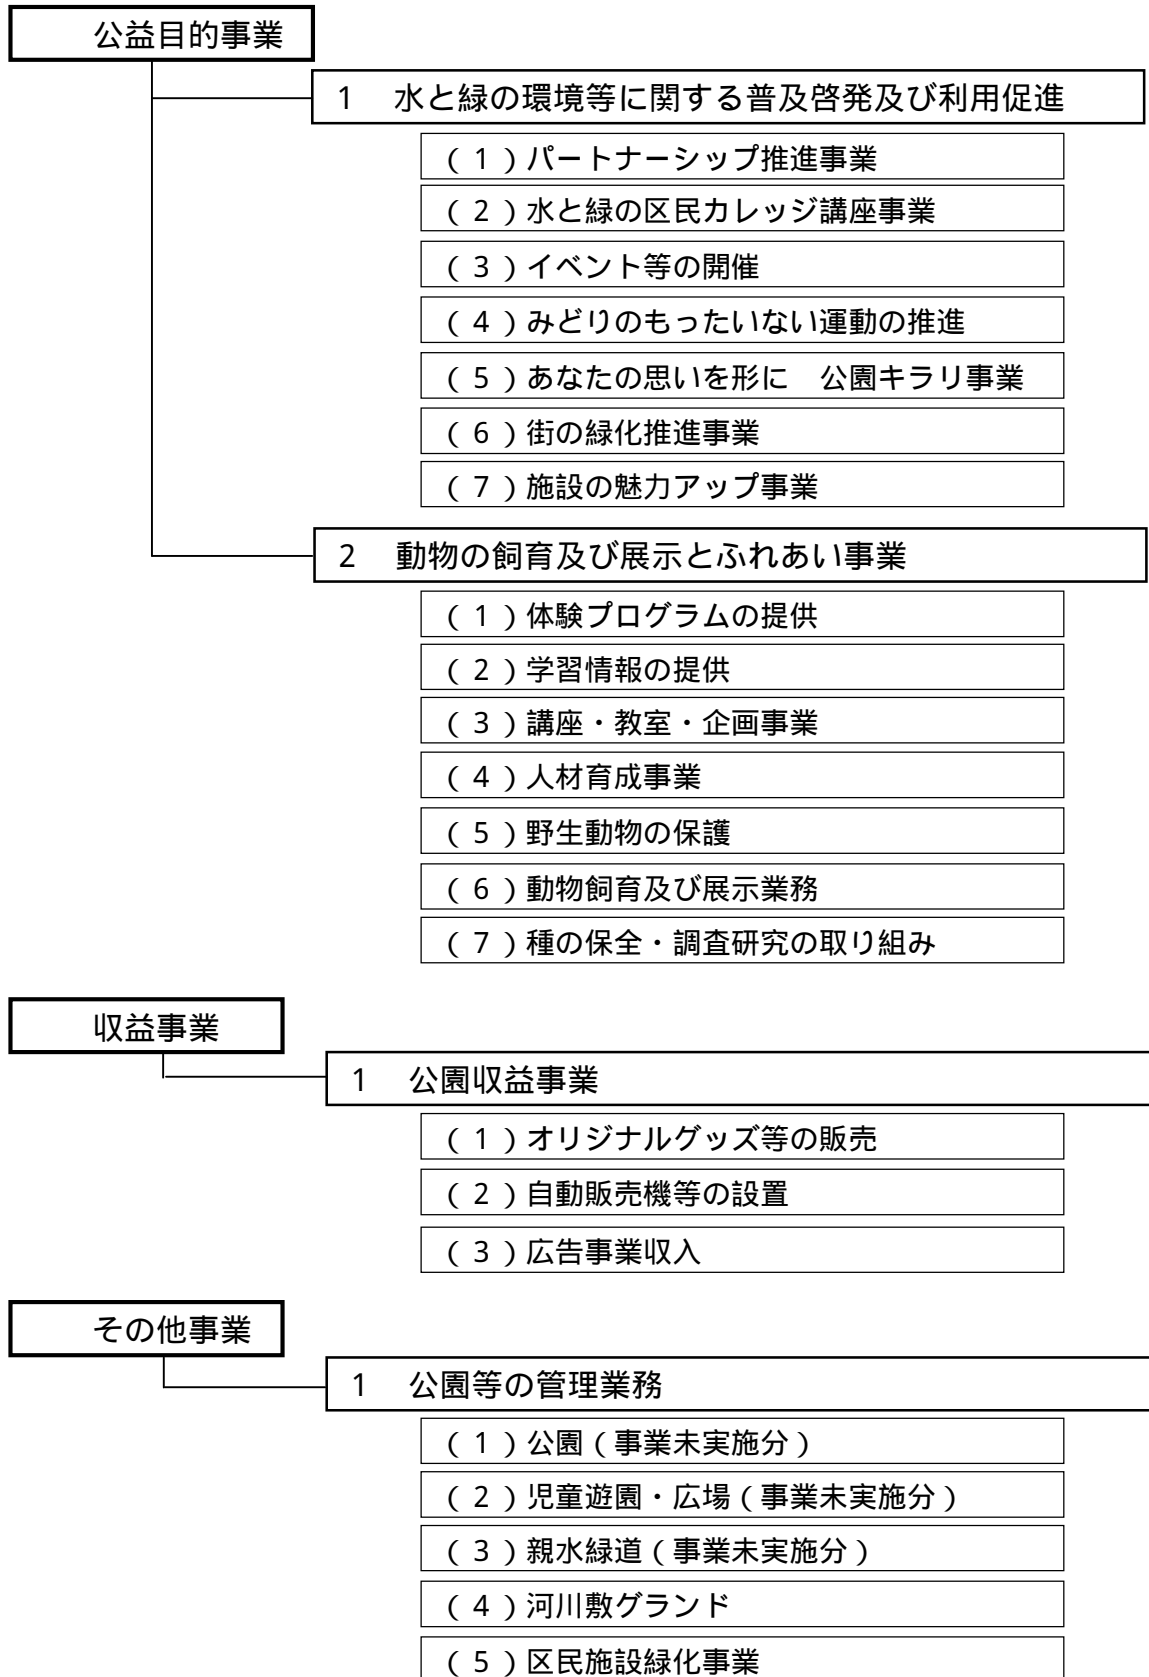 公益目的事業
1　水と緑の環境等に関する普及啓発及び利用促進
(1)パートナーシップ推進事業
(2)水と緑の区民カレッジ講座事業
(3)イベント等の開催
(4)みどりのもったいない運動の推進
(5)あなたの思いを形に　公園キラリ事業
(6)街の緑化推進事業
(7)施設の魅力アップ事業
2　動物の飼育及び展示とふれあい事業
(1)体験プログラムの提供
(2)学習情報の提供
(3)講座・教室・企画事業
(4)人材育成事業
(5)野生動物の保護
(6)動物飼育及び展示業務
(7)種の保全・調査研究の取り組み
収益事業
1　公園収益事業
(1)オリジナルグッズ等の販売
(2)自動販売機等の設置
(3)広告事業収入
その他事業
1　公園等の管理業務
(1)公園(事業未実施分)
(2)児童遊園・広場(事業未実施分)
(3)親水緑道(事業未実施分)
(4)河川敷グランド
(5)区民施設緑化事業